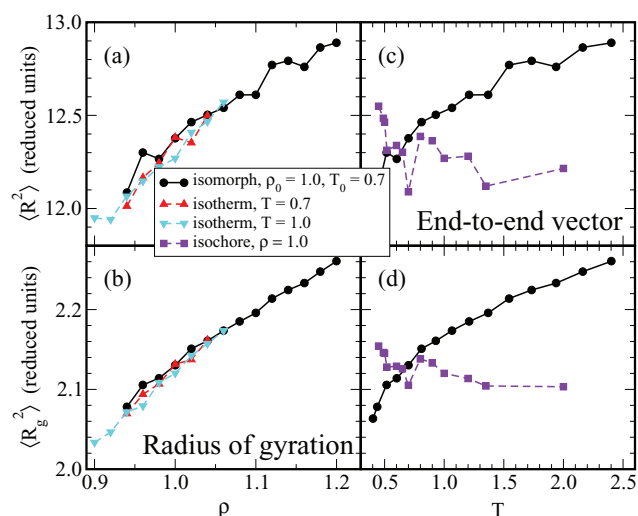 13.0
12.5
12.0
⟨R²⟩ (reduced units)
(a)
(c)
isomorph, ρ₀ = 1.0, T₀ = 0.7
isotherm, T = 0.7
isotherm, T = 1.0
isochore, ρ = 1.0
End-to-end vector
2.2
2.1
2.0
⟨R_g²⟩ (reduced units)
(b)
(d)
Radius of gyration
0.9 1.0 1.1 1.2
0.5 1.0 1.5 2.0 2.5
ρ
T